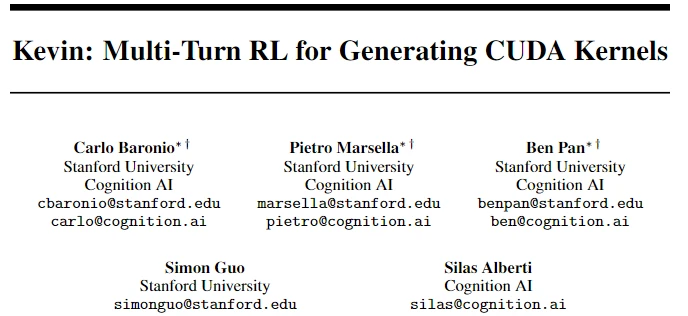 Kevin: Multi-Turn RL for Generating CUDA Kernels
Carlo Baronio* † Pietro Marsella* † Ben Pan* †
Stanford University Stanford University Stanford University
Cognition AI Cognition AI Cognition AI
cbaronio@stanford.edu marsella@stanford.edu benpan@stanford.edu
carlo@cognition.ai pietro@cognition.ai ben@cognition.ai
Simon Guo Silas Alberti
Stanford University Cognition AI
simonguo@stanford.edu silas@cognition.ai